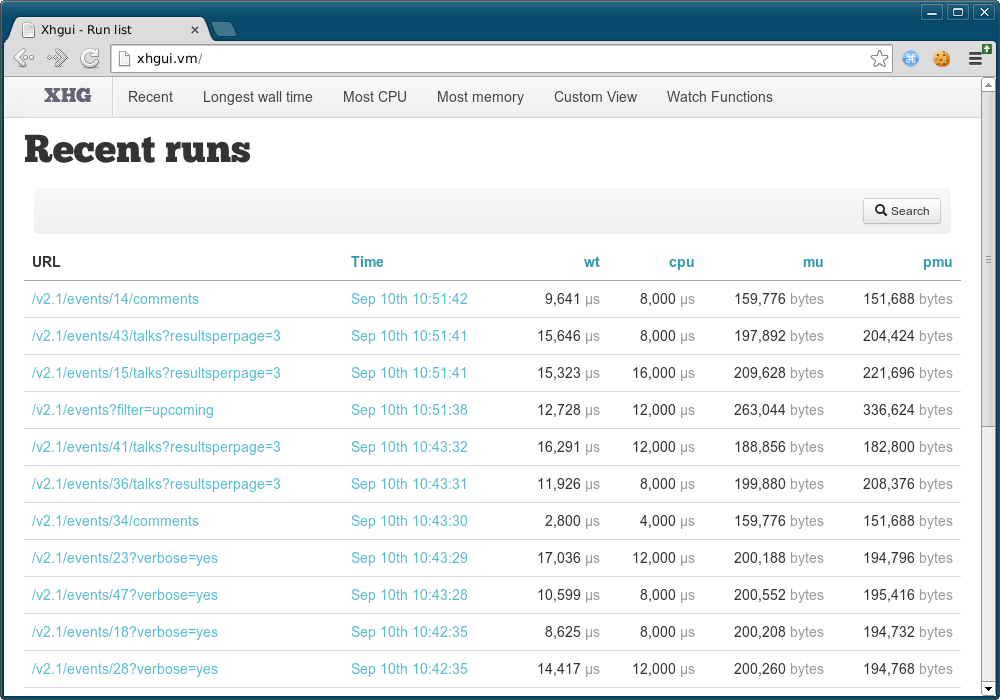 Xhgui - Run list
xhgui.vm/
XHG Recent Longest wall time Most CPU Most memory Custom View Watch Functions
Recent runs
Search
URL Time wt cpu mu pmu
/v2.1/events/14/comments Sep 10th 10:51:42 9,641 µs 8,000 µs 159,776 bytes 151,688 bytes
/v2.1/events/43/talks?resultsperpage=3 Sep 10th 10:51:41 15,646 µs 8,000 µs 197,892 bytes 204,424 bytes
/v2.1/events/15/talks?resultsperpage=3 Sep 10th 10:51:41 15,323 µs 16,000 µs 209,628 bytes 221,696 bytes
/v2.1/events?filter=upcoming Sep 10th 10:51:38 12,728 µs 12,000 µs 263,044 bytes 336,624 bytes
/v2.1/events/41/talks?resultsperpage=3 Sep 10th 10:43:32 16,291 µs 12,000 µs 188,856 bytes 182,800 bytes
/v2.1/events/36/talks?resultsperpage=3 Sep 10th 10:43:31 11,926 µs 8,000 µs 199,880 bytes 208,376 bytes
/v2.1/events/34/comments Sep 10th 10:43:30 2,800 µs 4,000 µs 159,776 bytes 151,688 bytes
/v2.1/events/23?verbose=yes Sep 10th 10:43:29 17,036 µs 12,000 µs 200,188 bytes 194,796 bytes
/v2.1/events/47?verbose=yes Sep 10th 10:43:28 10,599 µs 8,000 µs 200,552 bytes 195,416 bytes
/v2.1/events/18?verbose=yes Sep 10th 10:42:35 8,625 µs 8,000 µs 200,208 bytes 194,732 bytes
/v2.1/events/28?verbose=yes Sep 10th 10:42:35 14,417 µs 12,000 µs 200,260 bytes 194,768 bytes